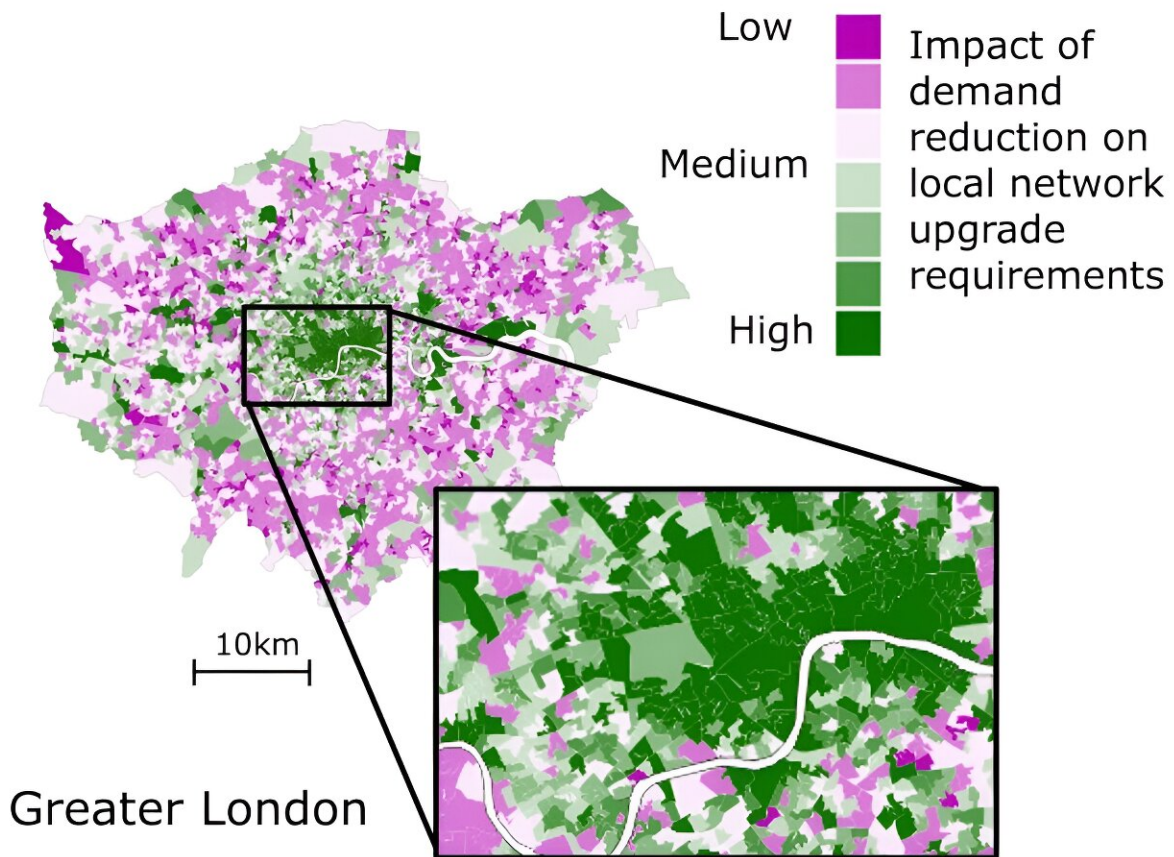 Low
Impact of
demand
reduction on
Medium
local network
upgrade
requirements
High
10km
Greater London